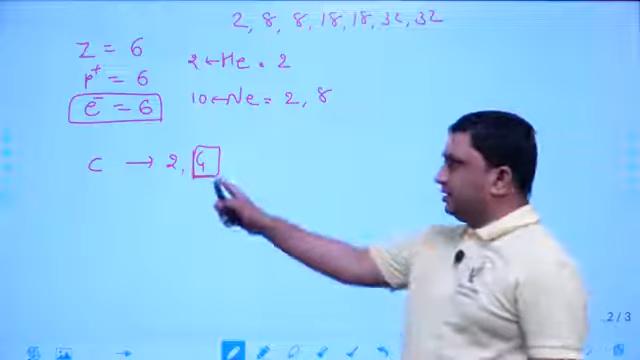 2, 8, 8, 18, 18, 32, 32
Z = 6
p⁺ = 6
e⁻ = 6
2 ← He = 2
10 ← Ne = 2, 8
C → 2, 4
2/3